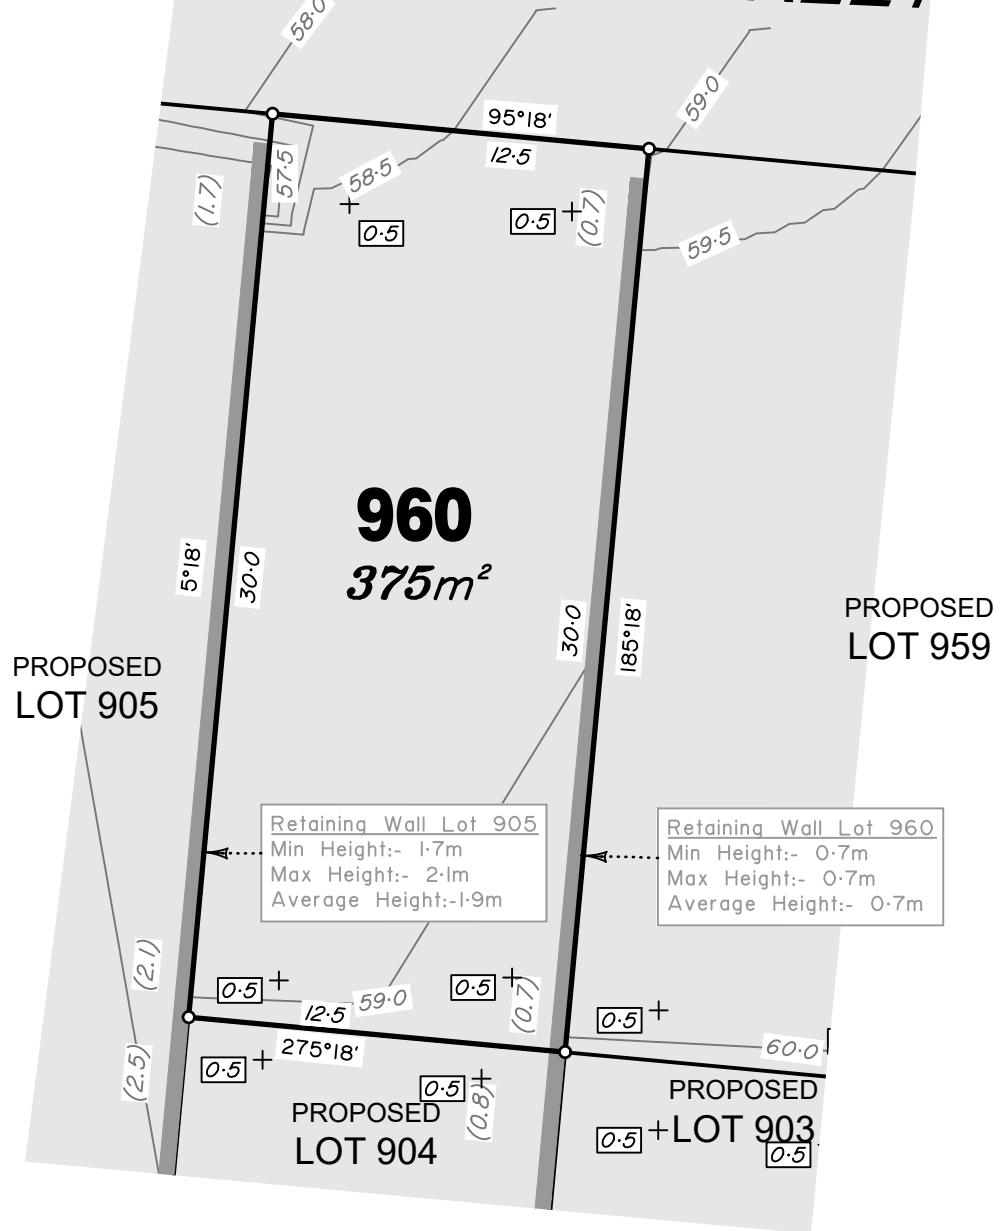 58·0
59·0
95°18'
12·5
57·5
58·5
(1.7)
(0.7)
0·5
0·5
59·5
960
375m²
5°18'
30·0
30·0
185°18'
PROPOSED
LOT 959
PROPOSED
LOT 905
Retaining Wall Lot 905
Min Height:- 1·7m
Max Height:- 2·1m
Average Height:-1·9m
Retaining Wall Lot 960
Min Height:- 0·7m
Max Height:- 0·7m
Average Height:- 0·7m
(2.1)
0·5
0·5
59·0
(0.7)
12·5
275°18'
0·5
60·0
(2.5)
0·5
0·5
(0.8)
PROPOSED
LOT 904
PROPOSED
LOT 903
0·5
0·5